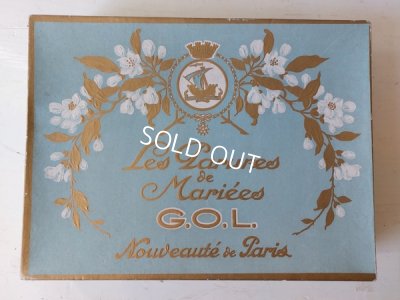 SOLD OUT
Les
de
Mariées
G.O.L.
Nouveauté de Paris